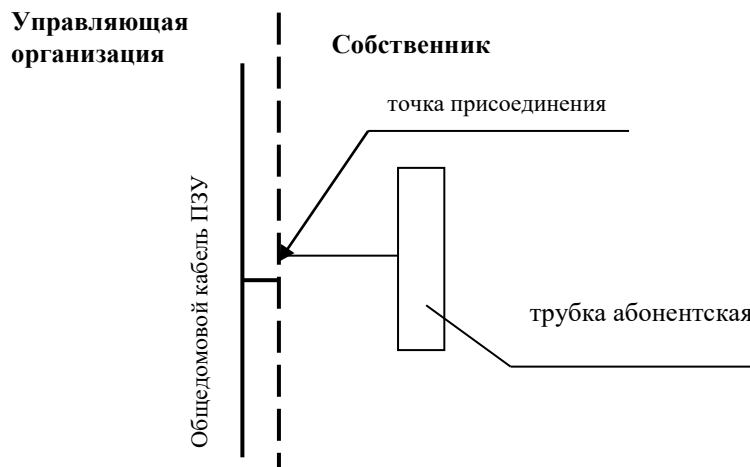 Управляющая
организация
Собственник
точка присоединения
Общедомовой кабель ПЗУ
трубка абонентская